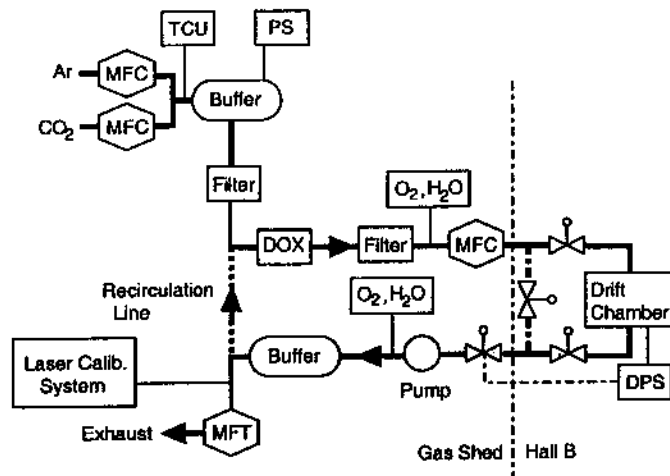 TCU
PS
Ar
MFC
Buffer
CO2
MFC
Filter
O2, H2O
DOX
Filter
MFC
Recirculation
Line
O2, H2O
Drift
Chamber
Laser Calib.
System
Buffer
Pump
DPS
Exhaust
MFT
Gas Shed
Hall B